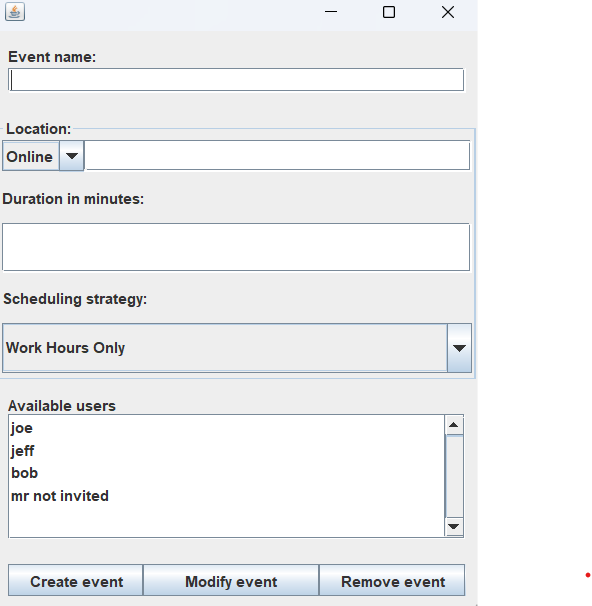 Event name:
Location:
Online
Duration in minutes:
Scheduling strategy:
Work Hours Only
Available users
joe
jeff
bob
mr not invited
Create event Modify event Remove event